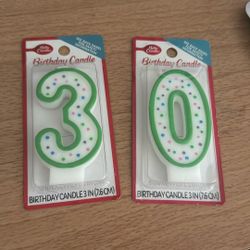 Betty Crocker
Birthday Candle
3
BIRTHDAY CANDLE 3 IN (7.6 CM)
Betty Crocker
Birthday Candle
0
BIRTHDAY CANDLE 3 IN (7.6 CM)